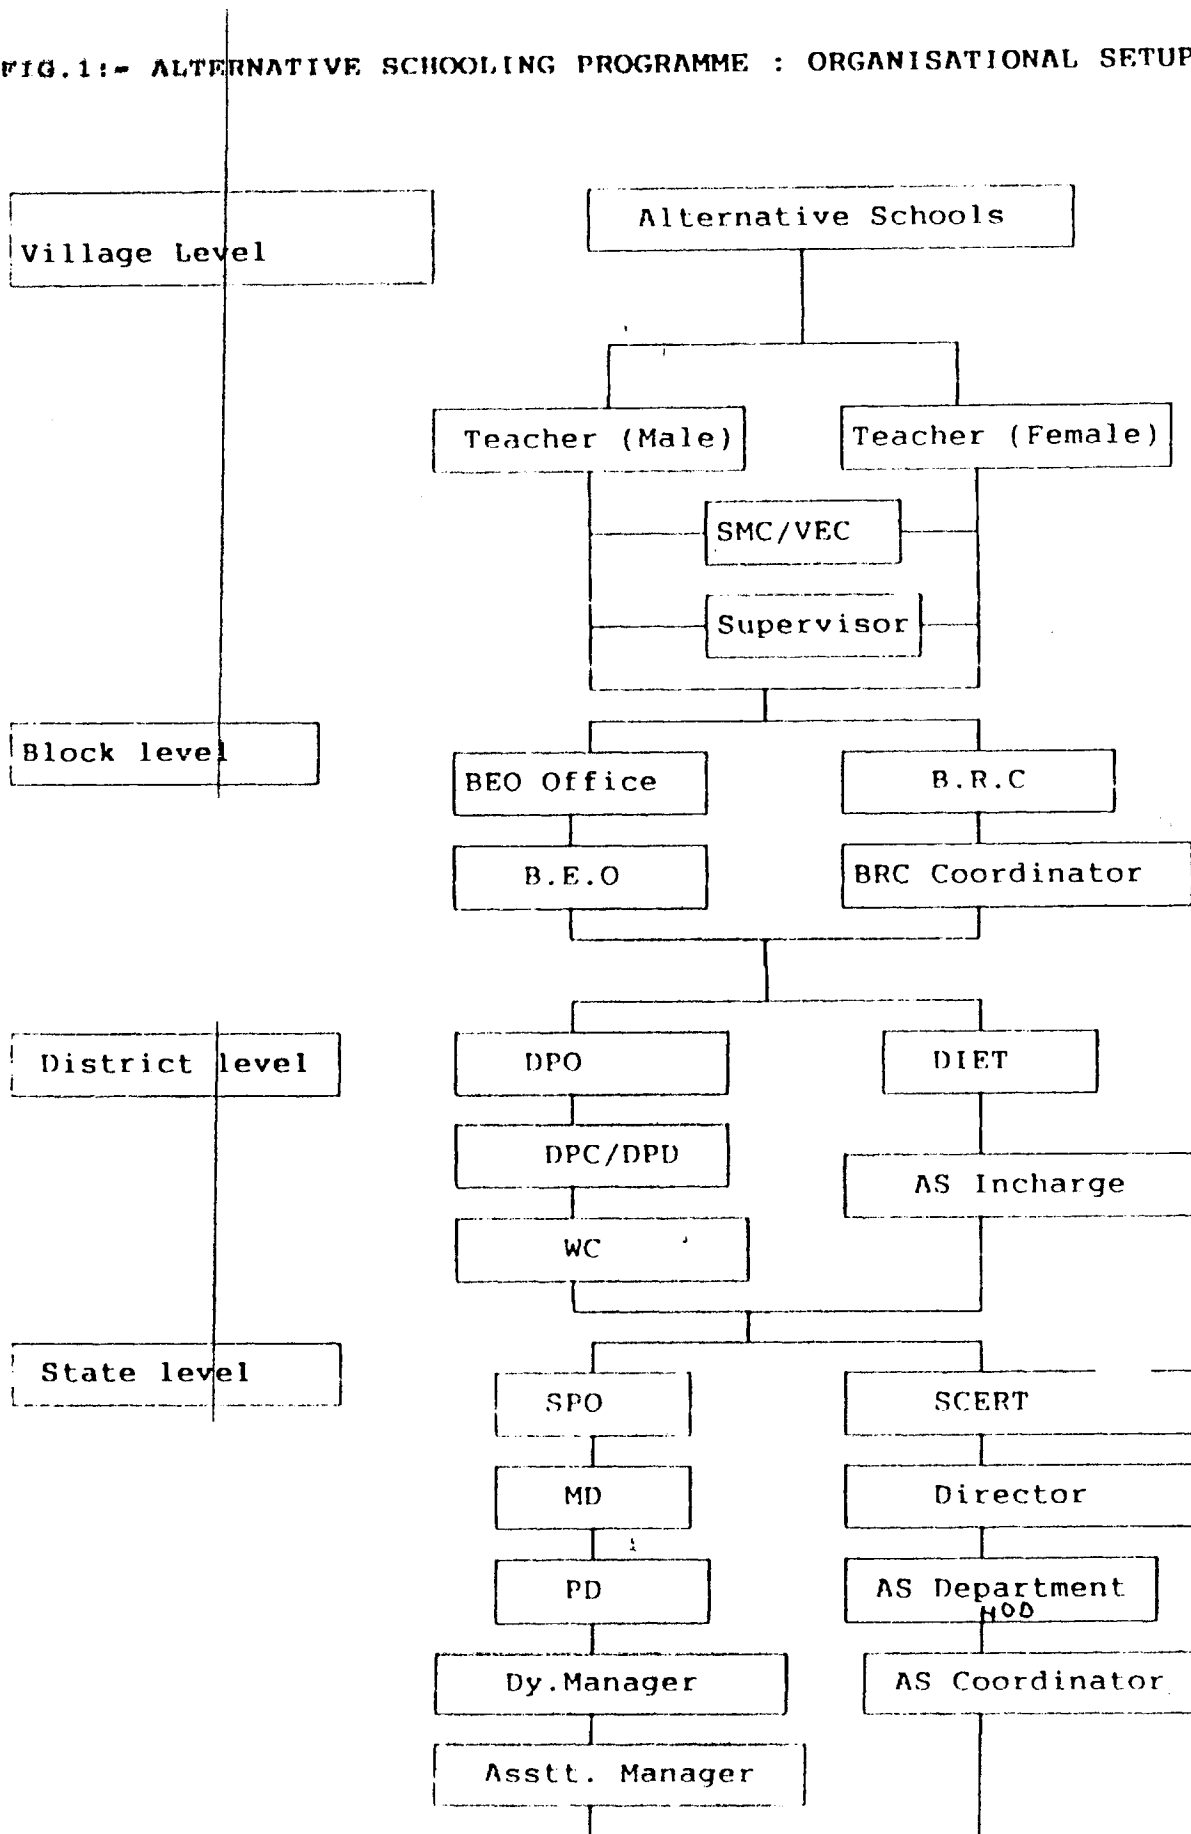 FIG.1:- ALTERNATIVE SCHOOLING PROGRAMME : ORGANISATIONAL SETUP
Village Level
Alternative Schools
Teacher (Male)
Teacher (Female)
SMC/VEC
Supervisor
Block level
BEO Office
B.R.C
B.E.O
BRC Coordinator
District level
DPO
DIET
DPC/DPD
AS Incharge
WC
State level
SPO
SCERT
MD
Director
PD
AS Department
HOD
Dy.Manager
AS Coordinator
Asstt. Manager